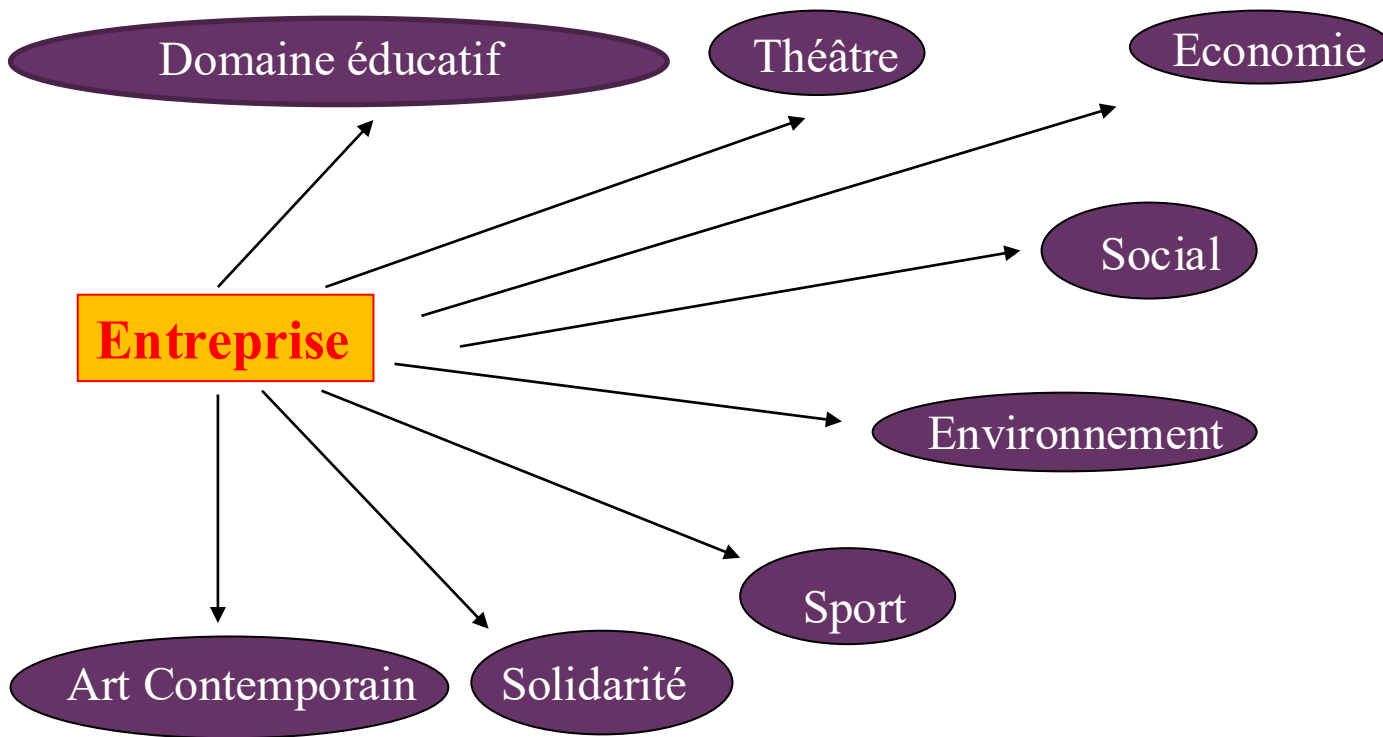 Domaine éducatif
Théâtre
Economie
Social
Entreprise
Environnement
Sport
Art Contemporain
Solidarité